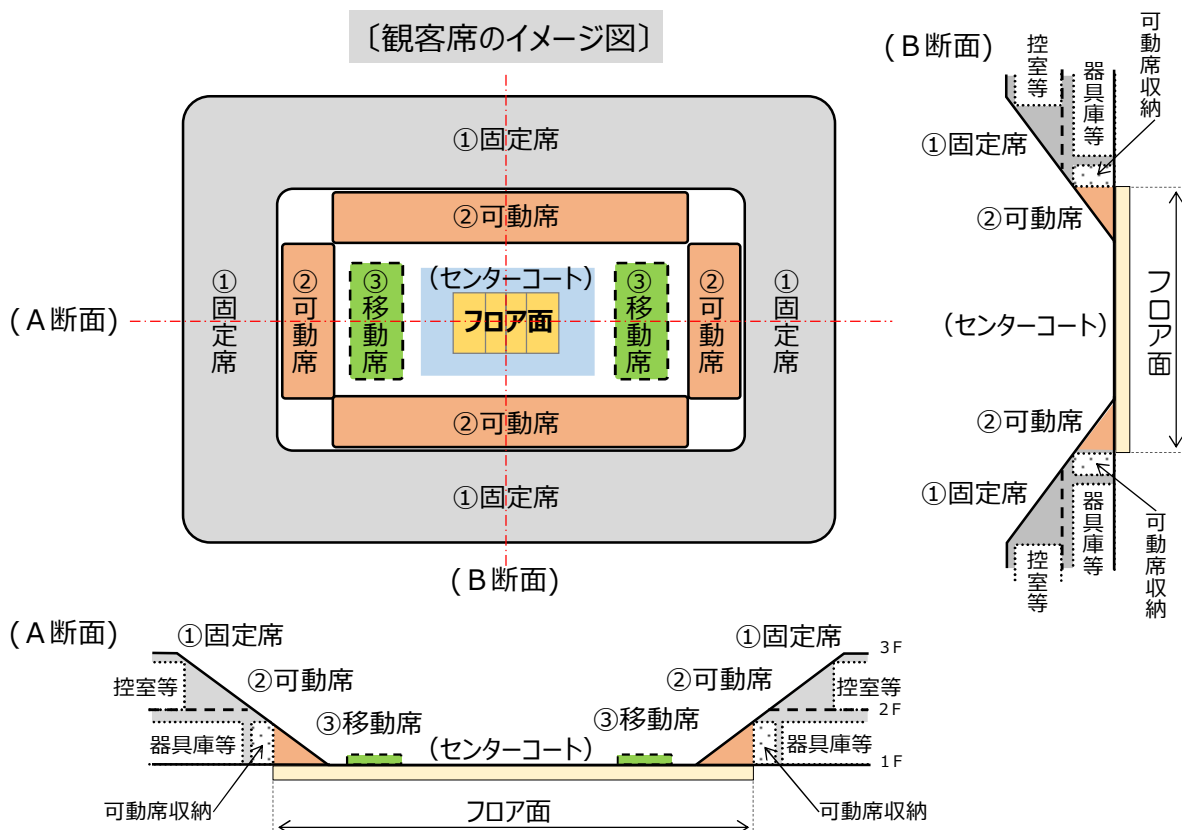 〔観客席のイメージ図〕
①固定席
②可動席
(センターコート)
フロア面
①固定席
②可動席
③移動席
③移動席
②可動席
①固定席
(Ａ断面)
②可動席
①固定席
(Ｂ断面)
(Ｂ断面)
控室等
器具庫等
可動席収納
①固定席
②可動席
(センターコート)
フロア面
②可動席
①固定席
控室等
器具庫等
可動席収納
(Ａ断面)
①固定席
①固定席
３Ｆ
控室等
②可動席
②可動席
控室等
２Ｆ
③移動席
③移動席
器具庫等
(センターコート)
器具庫等
１Ｆ
可動席収納
フロア面
可動席収納